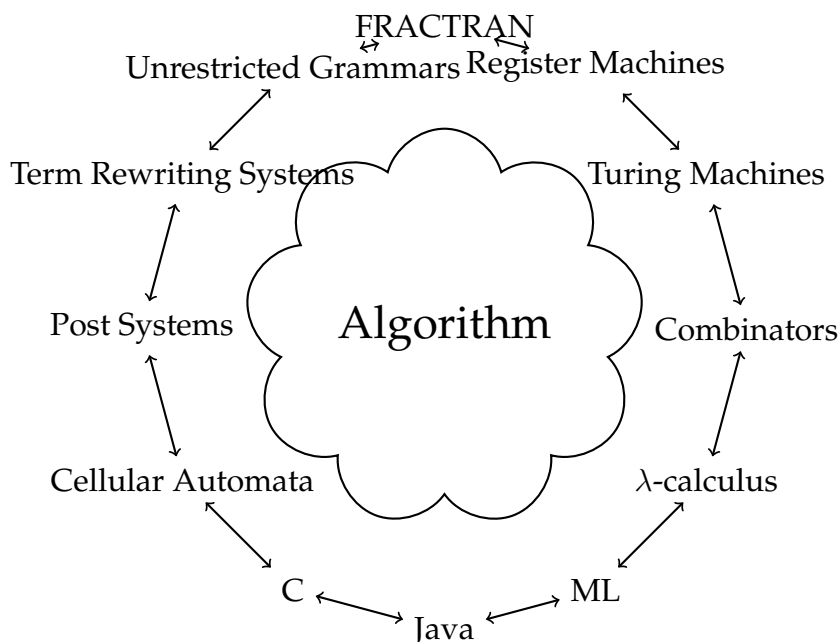 FRACTRAN
Unrestricted Grammars
Register Machines
Term Rewriting Systems
Turing Machines
Algorithm
Post Systems
Combinators
Cellular Automata
λ-calculus
C
ML
Java